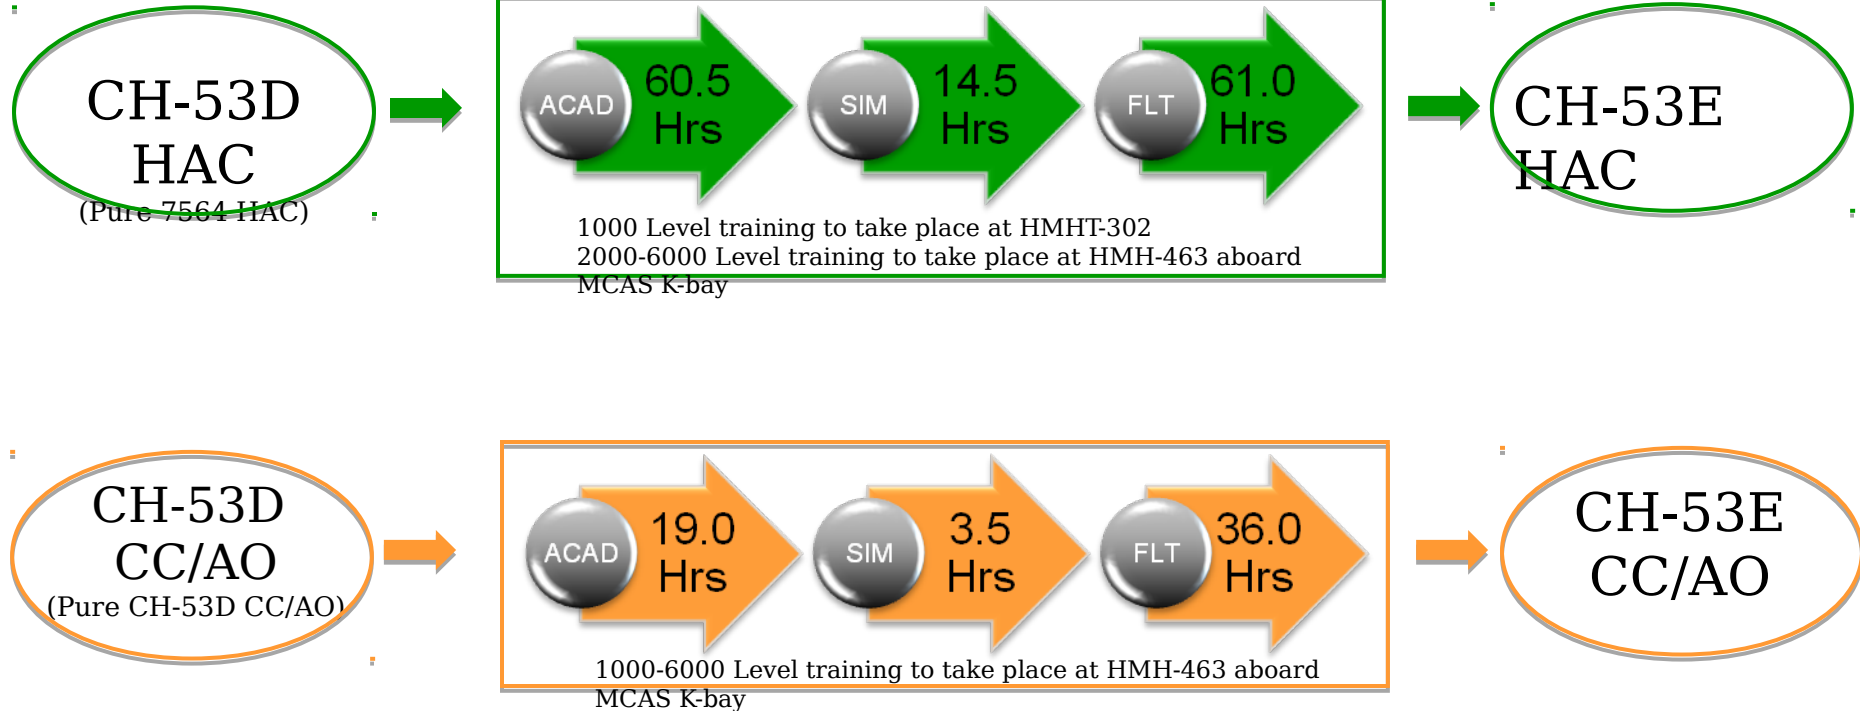 CH-53D
HAC
(Pure 7564 HAC)
ACAD
60.5
Hrs
SIM
14.5
Hrs
FLT
61.0
Hrs
1000 Level training to take place at HMHT-302
2000-6000 Level training to take place at HMH-463 aboard
MCAS K-bay
CH-53E
HAC
CH-53D
CC/AO
(Pure CH-53D CC/AO)
ACAD
19.0
Hrs
SIM
3.5
Hrs
FLT
36.0
Hrs
1000-6000 Level training to take place at HMH-463 aboard
MCAS K-bay
CH-53E
CC/AO